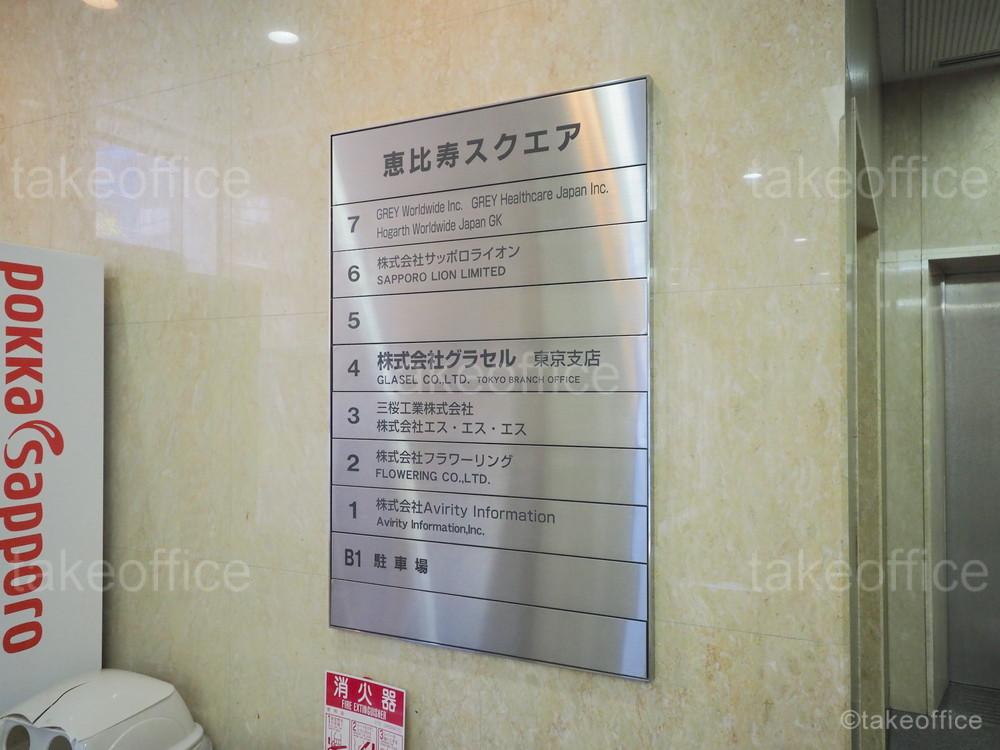 恵比寿スクエア
7
GREY Worldwide Inc. GREY Healthcare Japan Inc.
Hogarth Worldwide Japan GK
6
株式会社サッポロライオン
SAPPORO LION LIMITED
5
4
株式会社グラセル 東京支店
GLASEL CO.,LTD. TOKYO BRANCH OFFICE
3
三桜工業株式会社
株式会社エス・エス・エス
2
株式会社フラワーリング
FLOWERING CO.,LTD.
1
株式会社Avirity Information
Avirity Information,Inc.
B1 駐車場
pokka sapporo
消火器
FIRE EXTINGUISHER
1
2
3
takeoffice
takeoffice
takeoffice
takeoffice
takeoffice
©takeoffice